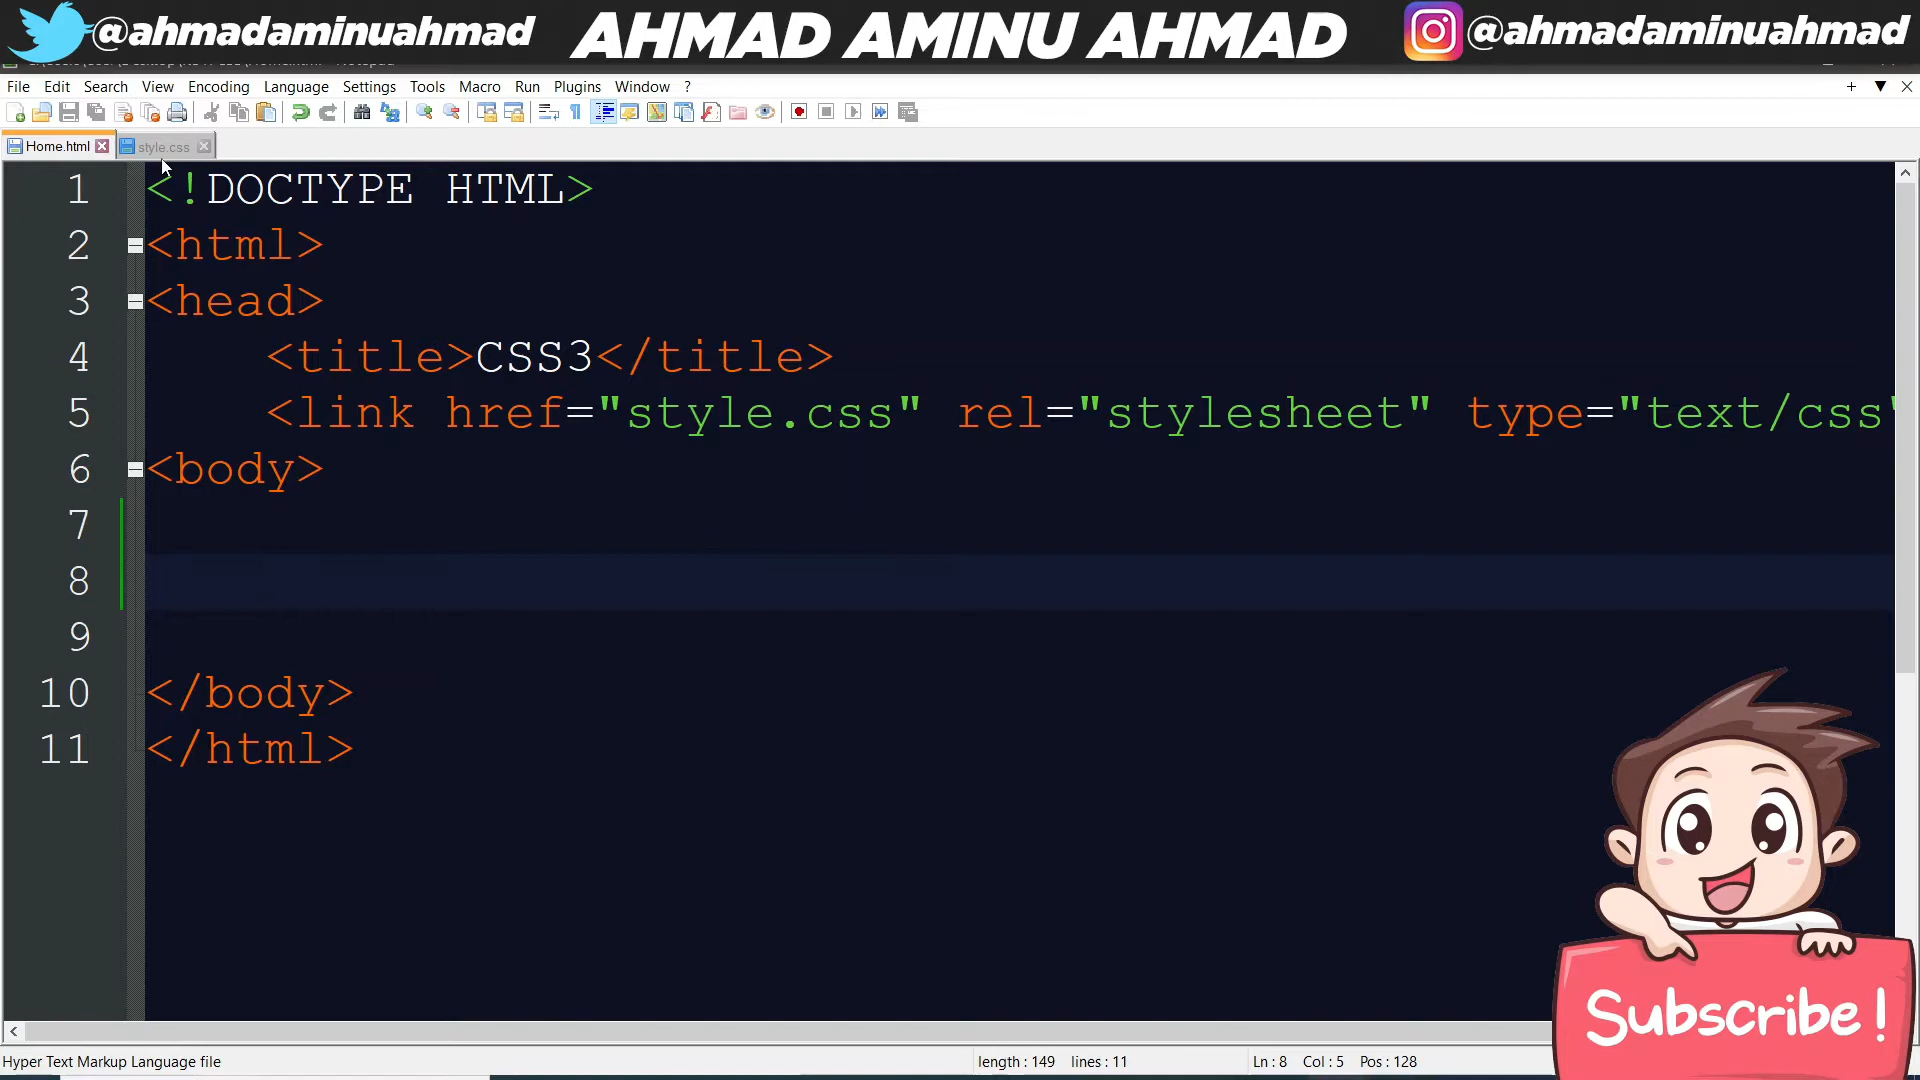 @ahmadaminuahmad AHMAD AMINU AHMAD @ahmadaminuahmad
File Edit Search View Encoding Language Settings Tools Macro Run Plugins Window ?
Home.html style.css
1 <!DOCTYPE HTML>
2 <html>
3 <head>
4 <title>CSS3</title>
5 <link href="style.css" rel="stylesheet" type="text/css"
6 <body>
7
8
9
10 </body>
11 </html>
Subscribe!
Hyper Text Markup Language file length : 149 lines : 11 Ln : 8 Col : 5 Pos : 128